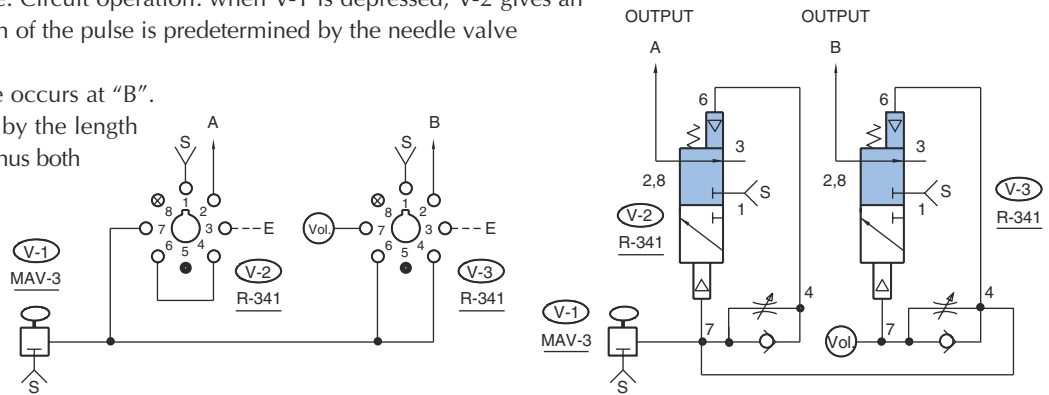 e. Circuit operation: when V-1 is depressed, V-2 gives an
n of the pulse is predetermined by the needle valve
e occurs at “B”.
by the length
nus both
A
S
1
8
2
7
3
E
6
4
5
V-2
R-341
V-1
MAV-3
S
B
S
1
8
2
Vol.
7
3
E
6
4
5
V-3
R-341
OUTPUT
A
6
3
2,8
S
1
V-2
R-341
4
7
V-1
MAV-3
S
OUTPUT
B
6
3
2,8
S
1
V-3
R-341
4
Vol.
7